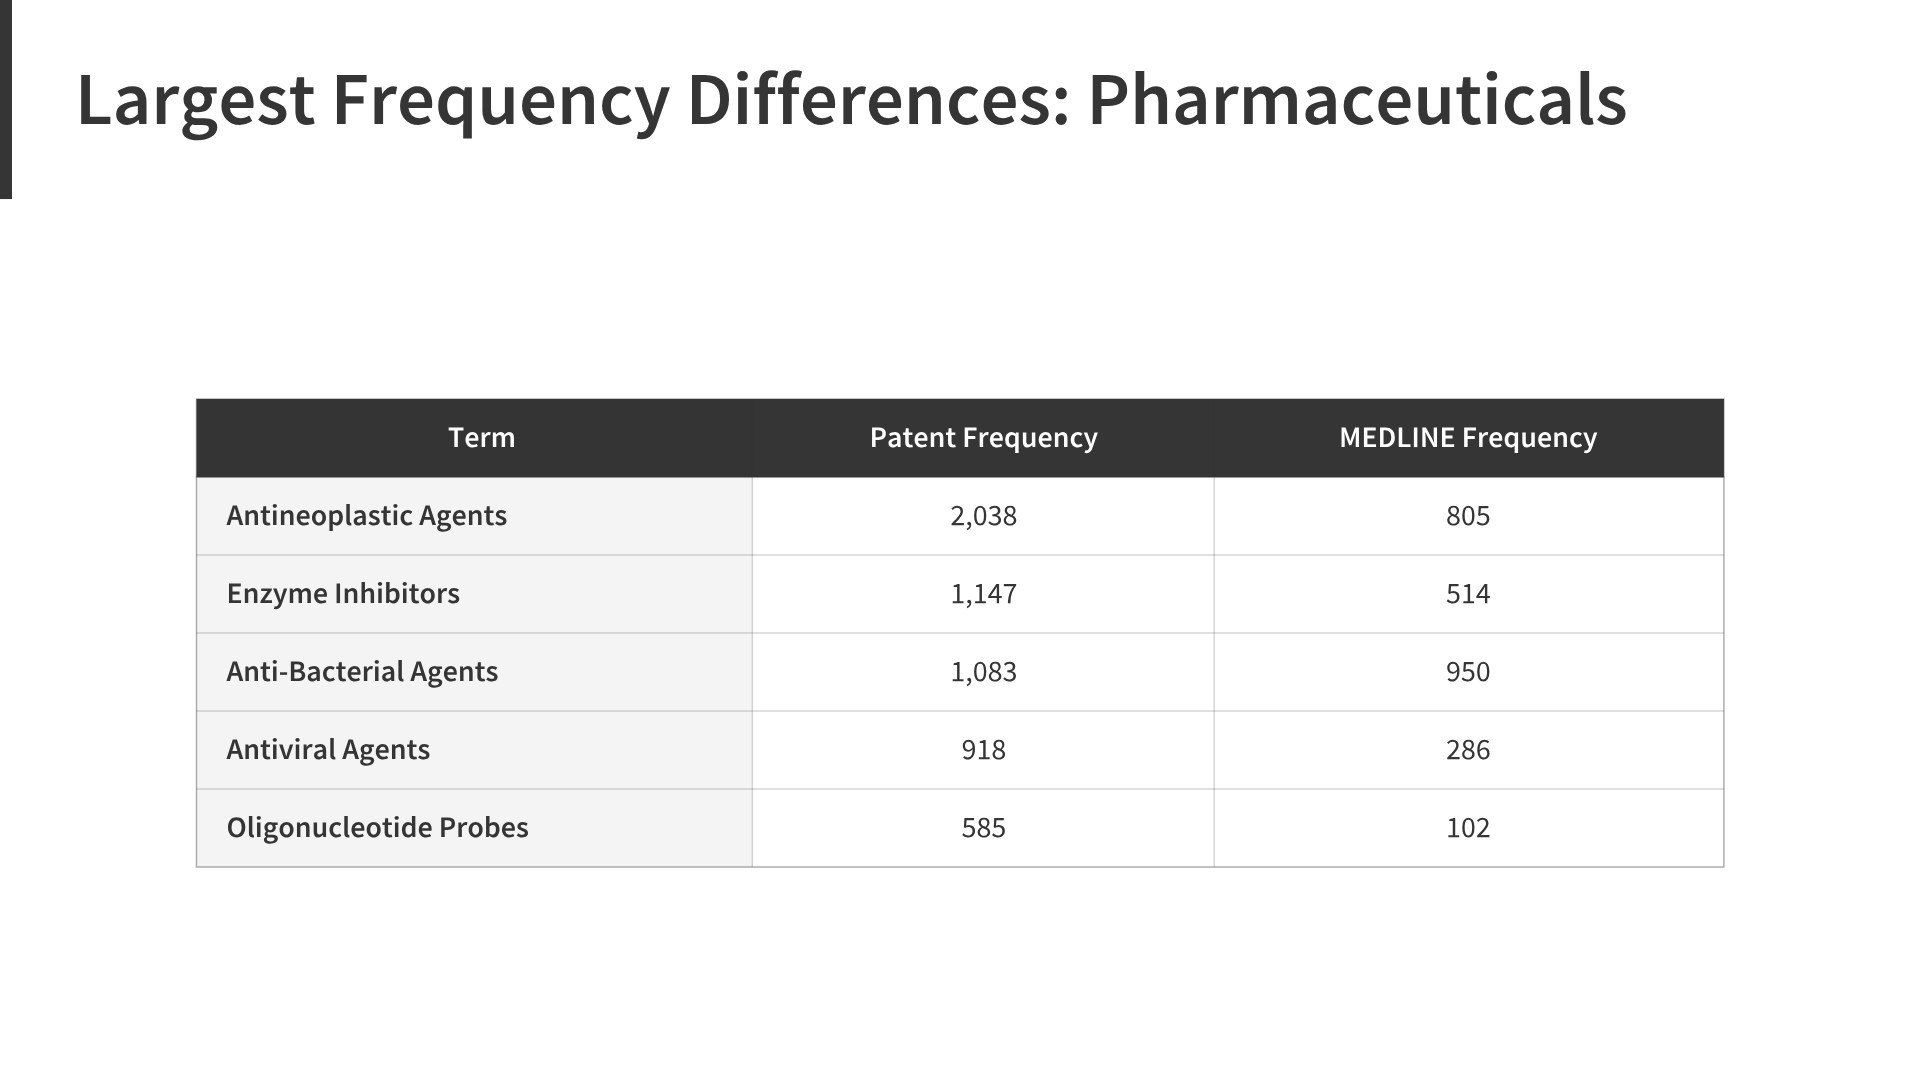 Largest Frequency Differences: Pharmaceuticals
Term Patent Frequency MEDLINE Frequency
Antineoplastic Agents 2,038 805
Enzyme Inhibitors 1,147 514
Anti-Bacterial Agents 1,083 950
Antiviral Agents 918 286
Oligonucleotide Probes 585 102